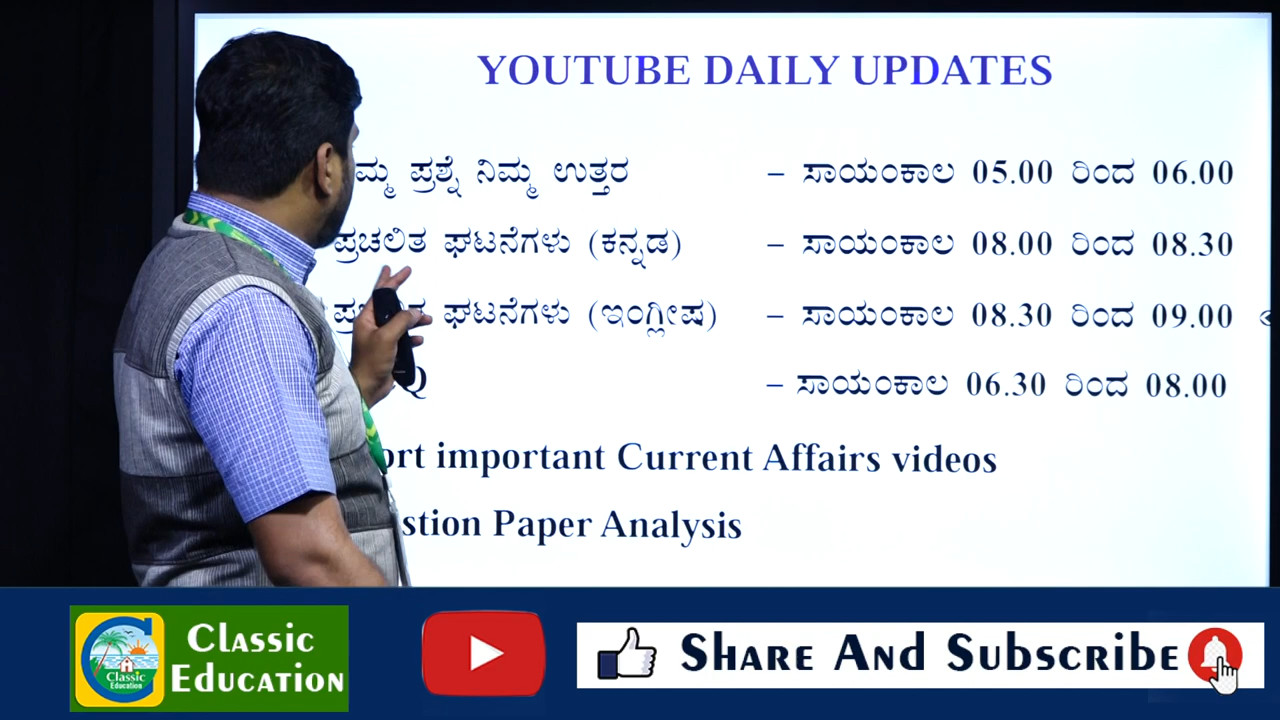 YOUTUBE DAILY UPDATES
ಪ್ರಶ್ನೆ ನಿಮ್ಮ ಉತ್ತರ – ಸಾಯಂಕಾಲ 05.00 ರಿಂದ 06.00
ಪ್ರಚಲಿತ ಘಟನೆಗಳು (ಕನ್ನಡ) – ಸಾಯಂಕಾಲ 08.00 ರಿಂದ 08.30
ಘಟನೆಗಳು (ಇಂಗ್ಲೀಷ) – ಸಾಯಂಕಾಲ 08.30 ರಿಂದ 09.00
– ಸಾಯಂಕಾಲ 06.30 ರಿಂದ 08.00
important Current Affairs videos
Paper Analysis
Classic Education
Classic
Education
Share And Subscribe